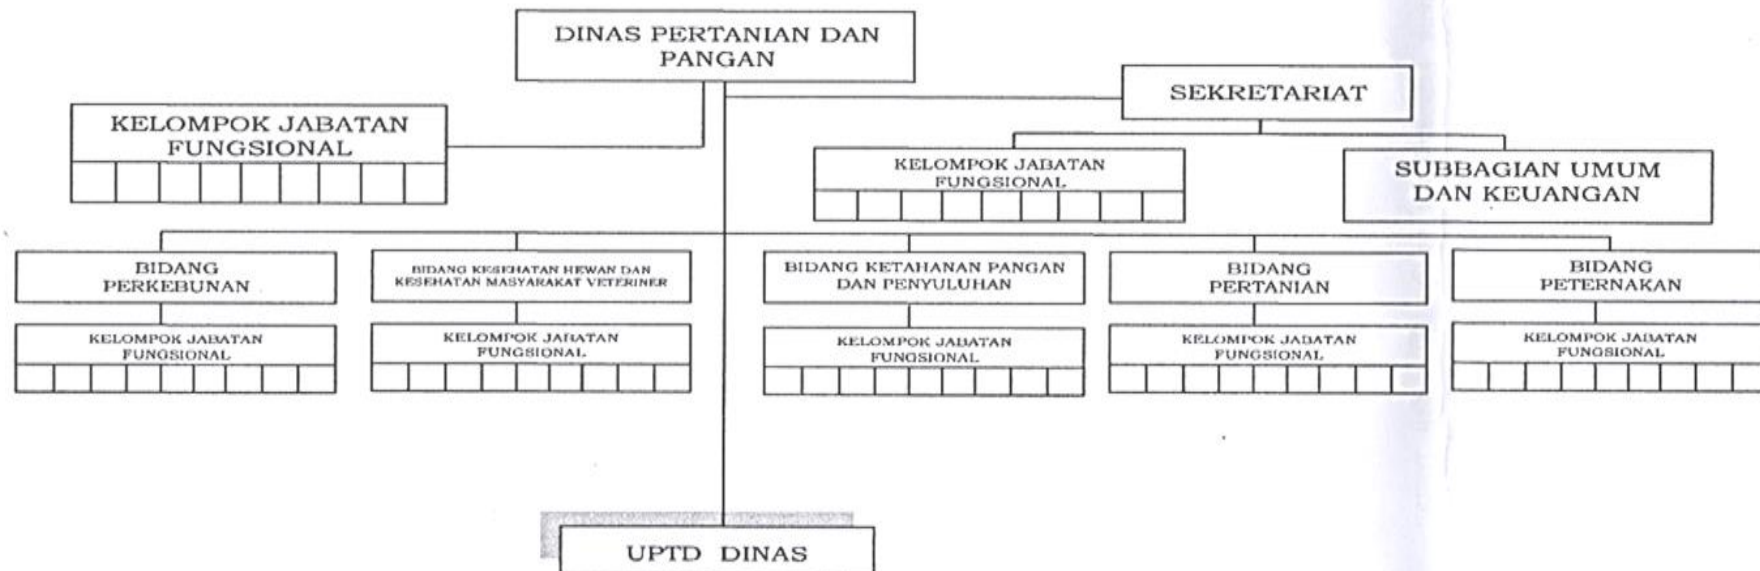 DINAS PERTANIAN DAN
PANGAN
SEKRETARIAT
KELOMPOK JABATAN
FUNGSIONAL
KELOMPOK JABATAN
FUNGSIONAL
SUBBAGIAN UMUM
DAN KEUANGAN
BIDANG
PERKEBUNAN
BIDANG KESEHATAN HEWAN DAN
KESEHATAN MASYARAKAT VETERINER
BIDANG KETAHANAN PANGAN
DAN PENYULUHAN
BIDANG
PERTANIAN
BIDANG
PETERNAKAN
KELOMPOK JABATAN
FUNGSIONAL
KELOMPOK JABATAN
FUNGSIONAL
KELOMPOK JABATAN
FUNGSIONAL
KELOMPOK JABATAN
FUNGSIONAL
KELOMPOK JABATAN
FUNGSIONAL
UPTD DINAS